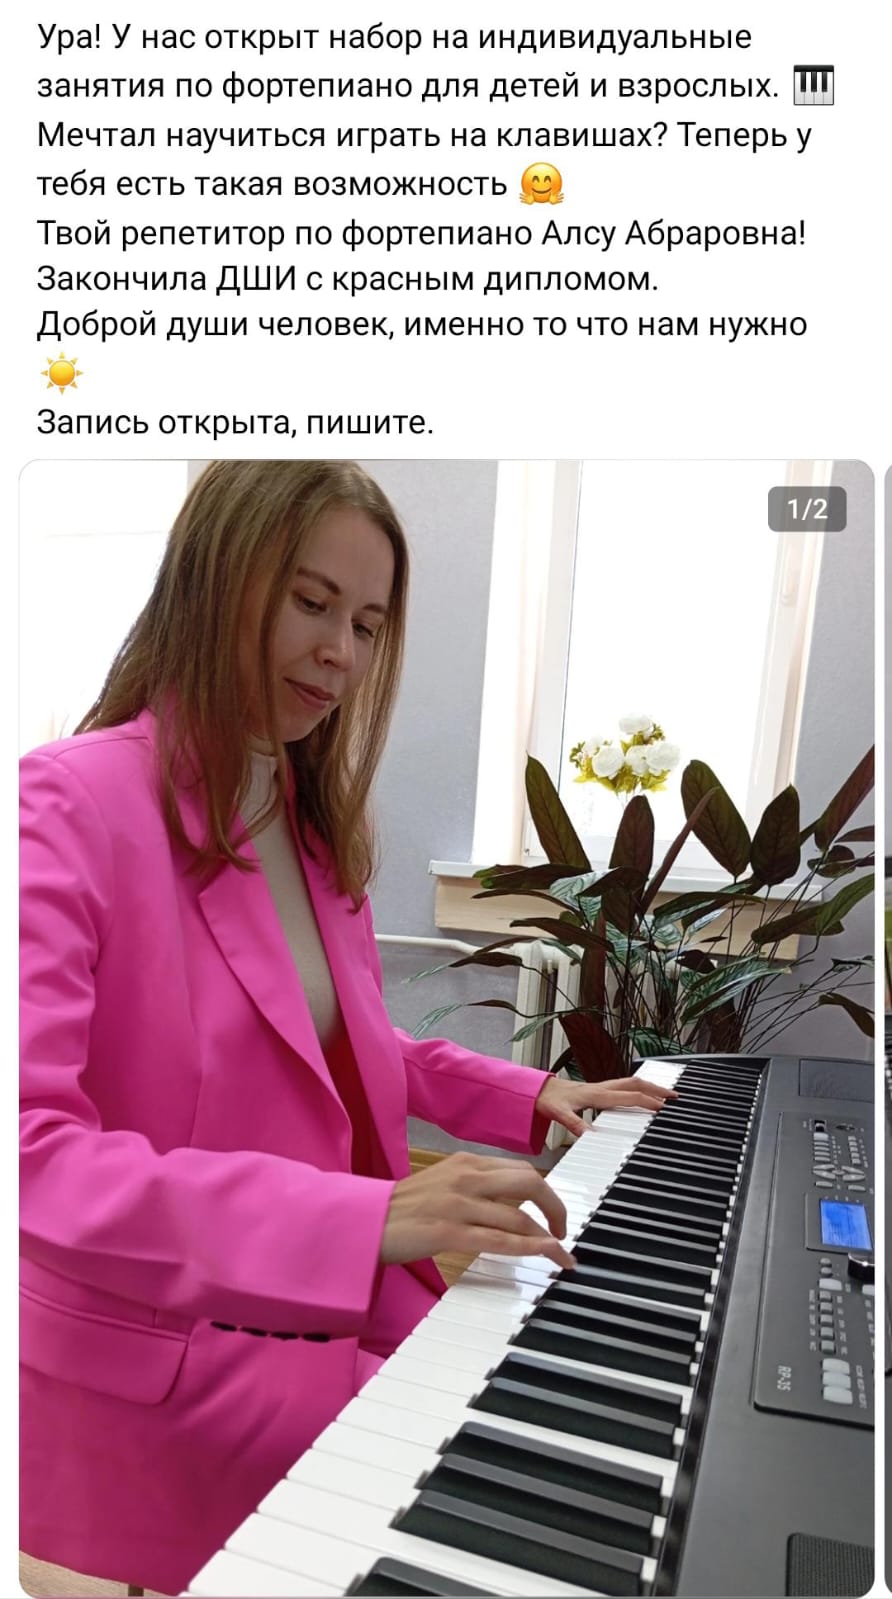 Ура! У нас открыт набор на индивидуальные
занятия по фортепиано для детей и взрослых. 🎹
Мечтал научиться играть на клавишах? Теперь у
тебя есть такая возможность 🤗
Твой репетитор по фортепиано Алсу Абраровна!
Закончила ДШИ с красным дипломом.
Доброй души человек, именно то что нам нужно
☀️
Запись открыта, пишите.
1/2
RP-35